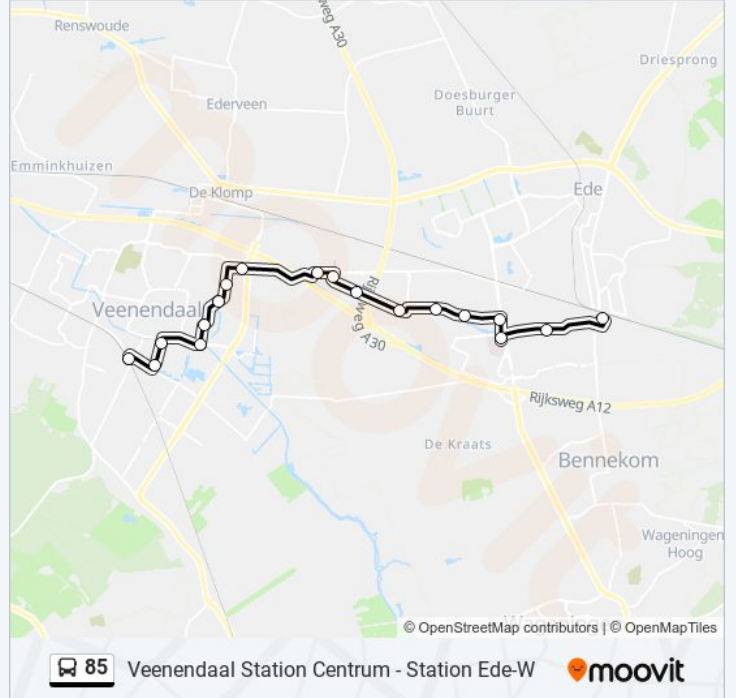 Renswoude
weg A30
Driesprong
Doesburger
Buurt
Ederveen
Emminkhuizen
De Klomp
Ede
Veenendaal
Rijksweg A30
Rijksweg A12
De Kraats
Bennekom
Wageningen
Hoog
© OpenStreetMap contributors | © OpenMapTiles
85 Veenendaal Station Centrum - Station Ede-W
moovit